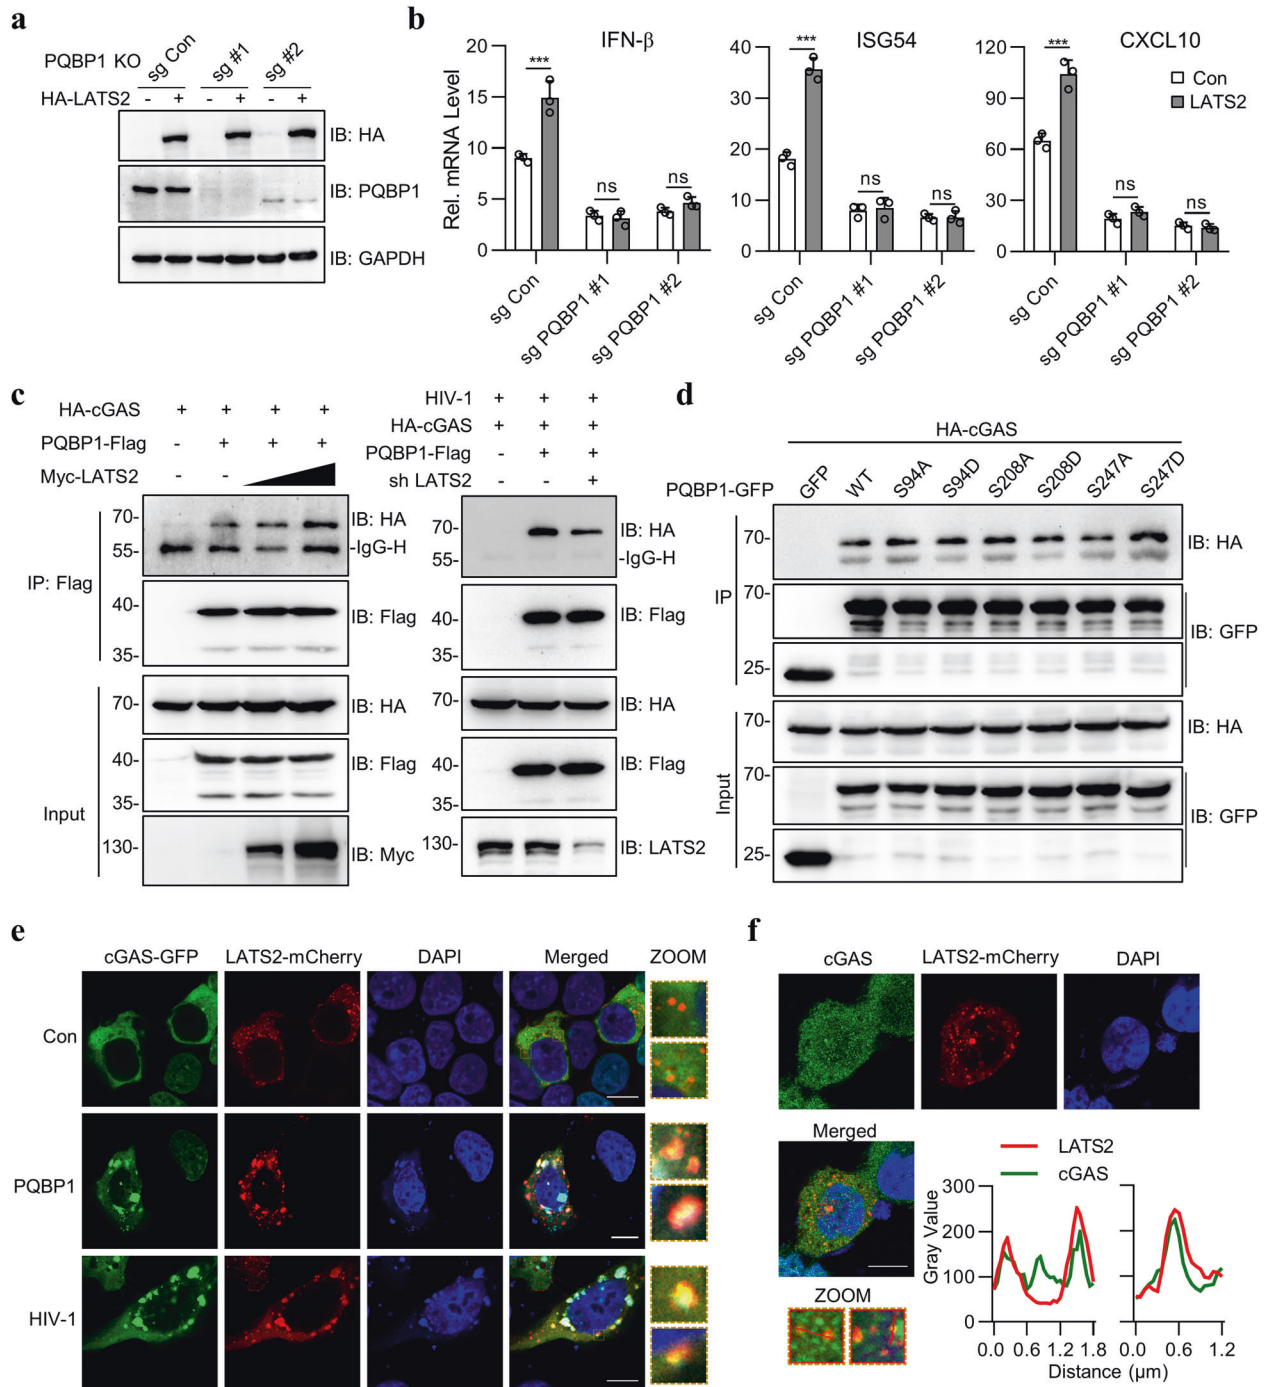 a
PQBP1 KO
sg Con
sg #1
sg #2
HA-LATS2 - + - + - +
IB: HA
IB: PQBP1
IB: GAPDH
b
Rel. mRNA Level
IFN-β
20
15
10
5
0
***
ns
ns
sg Con
sg PQBP1 #1
sg PQBP1 #2
ISG54
40
30
20
10
0
***
ns
ns
sg Con
sg PQBP1 #1
sg PQBP1 #2
CXCL10
120
90
60
30
0
***
ns
ns
sg Con
sg PQBP1 #1
sg PQBP1 #2
Con
LATS2
c
HA-cGAS + + + +
PQBP1-Flag - + + +
Myc-LATS2 - -
IP: Flag
70-
55-
IB: HA
-IgG-H
40-
35-
IB: Flag
Input
70-
IB: HA
40-
35-
IB: Flag
130-
IB: Myc
HIV-1 + + +
HA-cGAS + + +
PQBP1-Flag - + +
sh LATS2 - - +
70-
55-
IB: HA
-IgG-H
40-
35-
IB: Flag
70-
IB: HA
40-
35-
IB: Flag
130-
IB: LATS2
d
HA-cGAS
PQBP1-GFP
GFP
WT
S94A
S94D
S208A
S208D
S247A
S247D
IP
70-
IB: HA
70-
25-
IB: GFP
Input
70-
IB: HA
70-
25-
IB: GFP
e
cGAS-GFP LATS2-mCherry DAPI Merged ZOOM
Con
PQBP1
HIV-1
f
cGAS LATS2-mCherry DAPI
Merged
ZOOM
LATS2
cGAS
Gray Value
300
200
100
0
0.0 0.6 1.2 1.8
0.0 0.6 1.2
Distance (μm)